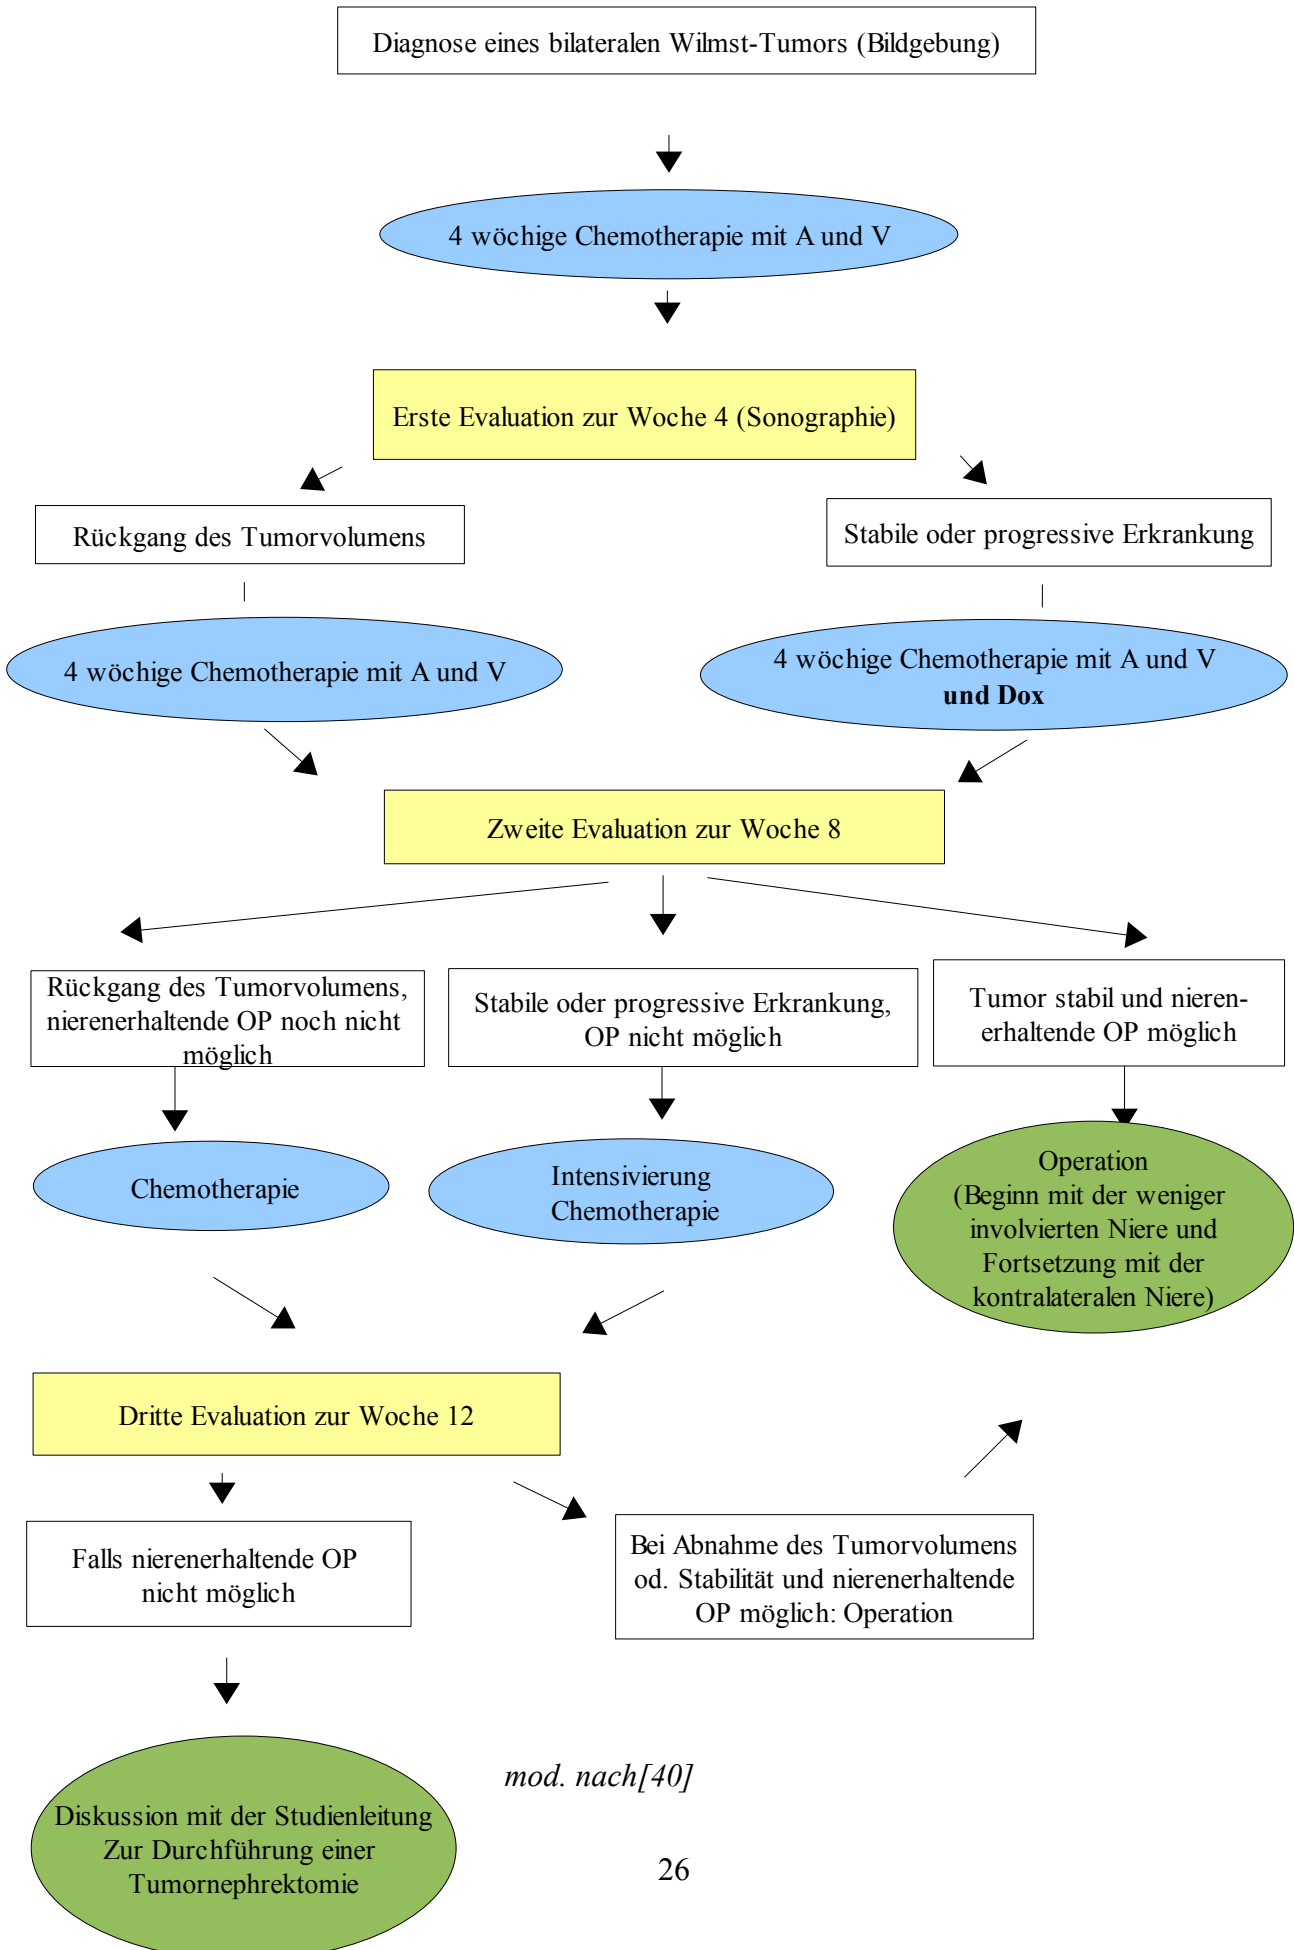 Diagnose eines bilateralen Wilmst-Tumors (Bildgebung)
4 wöchige Chemotherapie mit A und V
Erste Evaluation zur Woche 4 (Sonographie)
Rückgang des Tumorvolumens
Stabile oder progressive Erkrankung
4 wöchige Chemotherapie mit A und V
4 wöchige Chemotherapie mit A und V
und Dox
Zweite Evaluation zur Woche 8
Rückgang des Tumorvolumens,
nierenerhaltende OP noch nicht
möglich
Stabile oder progressive Erkrankung,
OP nicht möglich
Tumor stabil und nieren-
erhaltende OP möglich
Chemotherapie
Intensivierung
Chemotherapie
Operation
(Beginn mit der weniger
involvierten Niere und
Fortsetzung mit der
kontralateralen Niere)
Dritte Evaluation zur Woche 12
Falls nierenerhaltende OP
nicht möglich
Bei Abnahme des Tumorvolumens
od. Stabilität und nierenerhaltende
OP möglich: Operation
Diskussion mit der Studienleitung
Zur Durchführung einer
Tumornephrektomie
mod. nach[40]
26